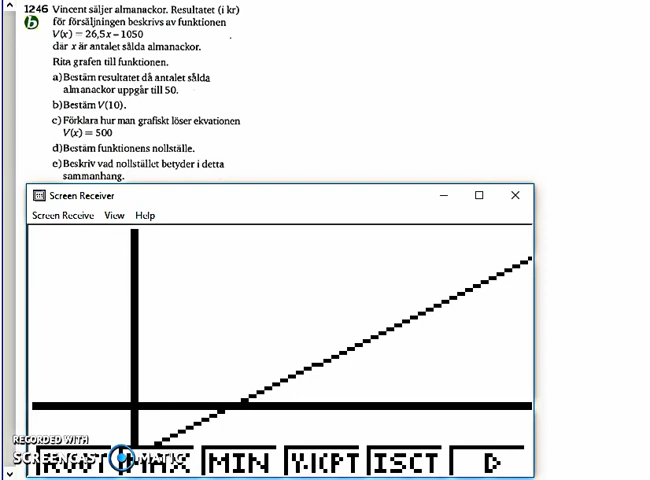 1246 Vincent säljer almanackor. Resultatet (i kr)
b för försäljningen beskrivs av funktionen
V(x) = 26,5x – 1050
där x är antalet sålda almanackor.
Rita grafen till funktionen.
a) Bestäm resultatet då antalet sålda
almanackor uppgår till 50.
b) Bestäm V(10).
c) Förklara hur man grafiskt löser ekvationen
V(x) = 500
d) Bestäm funktionens nollställe.
e) Beskriv vad nollstället betyder i detta
sammanhang.
Screen Receiver
Screen Receive View Help
RECORDED WITH
SCREENCAST MATIC
ROOT MAX MIN Y-ICPT ISCT